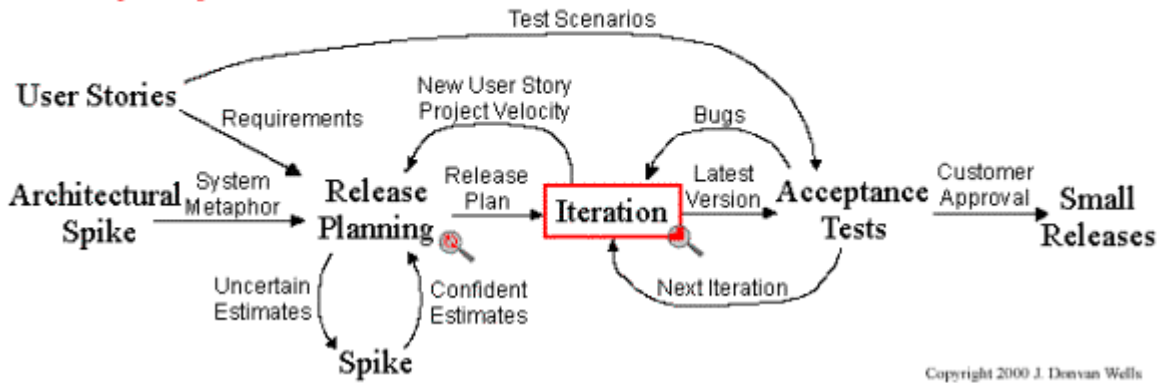 Test Scenarios
User Stories
New User Story
Project Velocity
Requirements
Bugs
Architectural
Spike
System
Metaphor
Release
Planning
Release
Plan
Iteration
Latest
Version
Acceptance
Tests
Customer
Approval
Small
Releases
Uncertain
Estimates
Confident
Estimates
Next Iteration
Spike
Copyright 2000 J. Donvan Wells